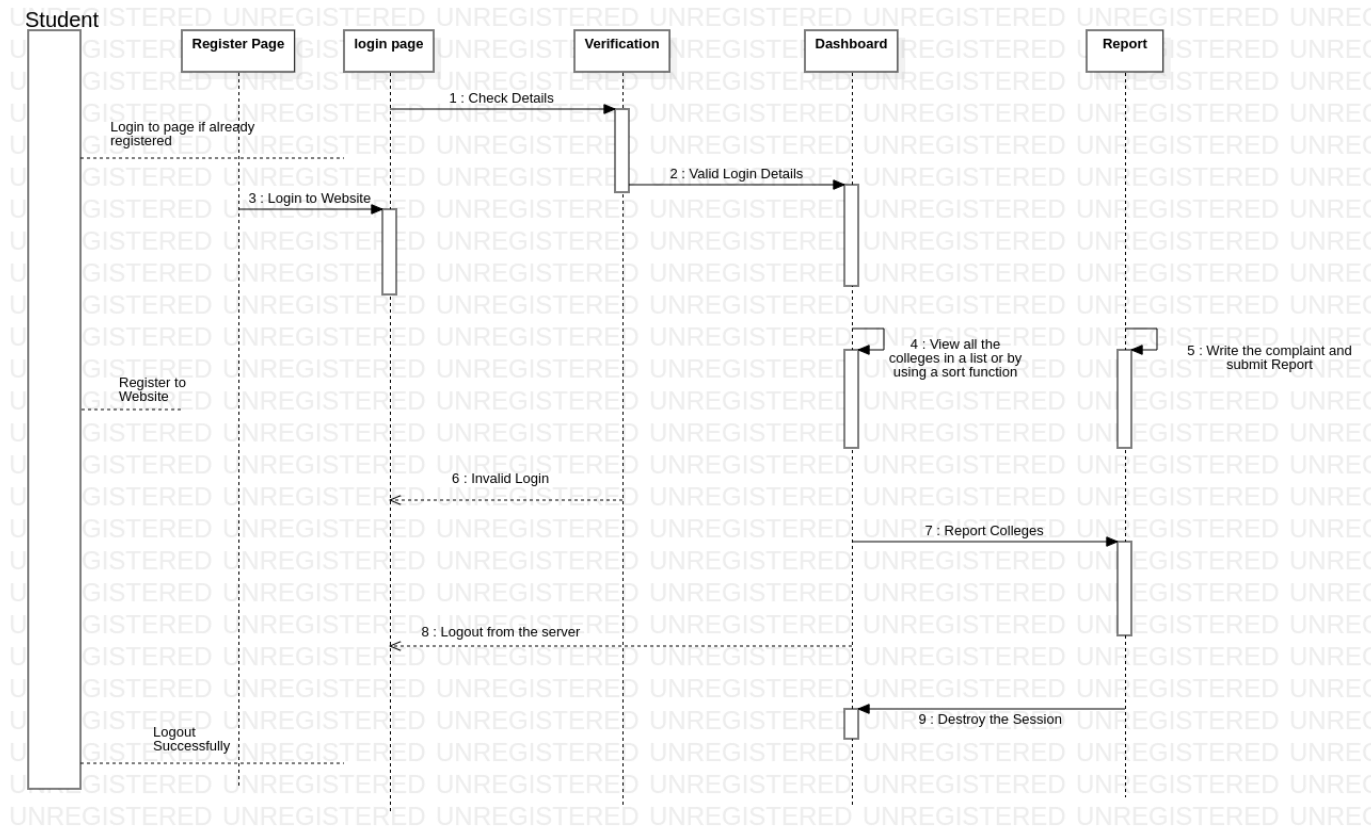 Student
Register Page
login page
Verification
Dashboard
Report
1 : Check Details
Login to page if already
registered
2 : Valid Login Details
3 : Login to Website
4 : View all the
colleges in a list or by
using a sort function
5 : Write the complaint and
submit Report
Register to
Website
6 : Invalid Login
7 : Report Colleges
8 : Logout from the server
9 : Destroy the Session
Logout
Successfully
UNREGISTERED